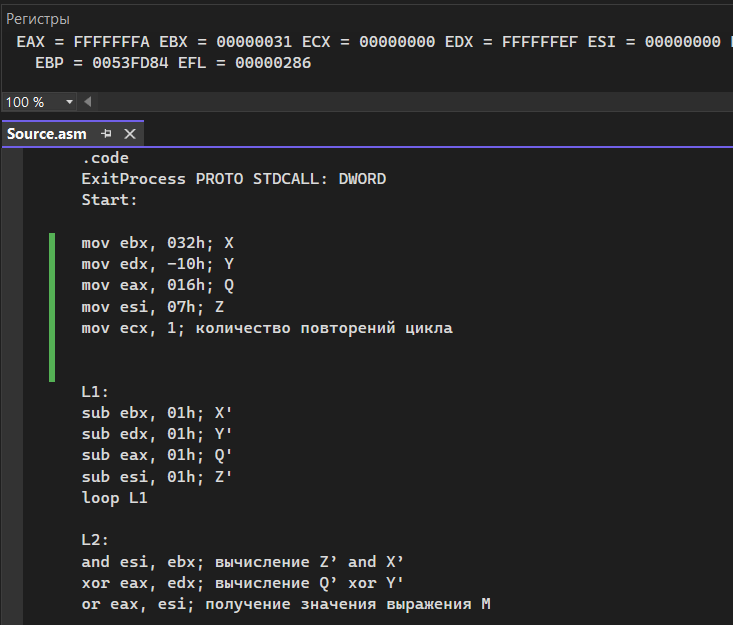 Регистры
EAX = FFFFFFFA EBX = 00000031 ECX = 00000000 EDX = FFFFFFEF ESI = 00000000
EBP = 0053FD84 EFL = 00000286
100 %
Source.asm
.code
ExitProcess PROTO STDCALL: DWORD
Start:
mov ebx, 032h; X
mov edx, -10h; Y
mov eax, 016h; Q
mov esi, 07h; Z
mov ecx, 1; количество повторений цикла
L1:
sub ebx, 01h; X'
sub edx, 01h; Y'
sub eax, 01h; Q'
sub esi, 01h; Z'
loop L1
L2:
and esi, ebx; вычисление Z’ and X’
xor eax, edx; вычисление Q’ xor Y'
or eax, esi; получение значения выражения M